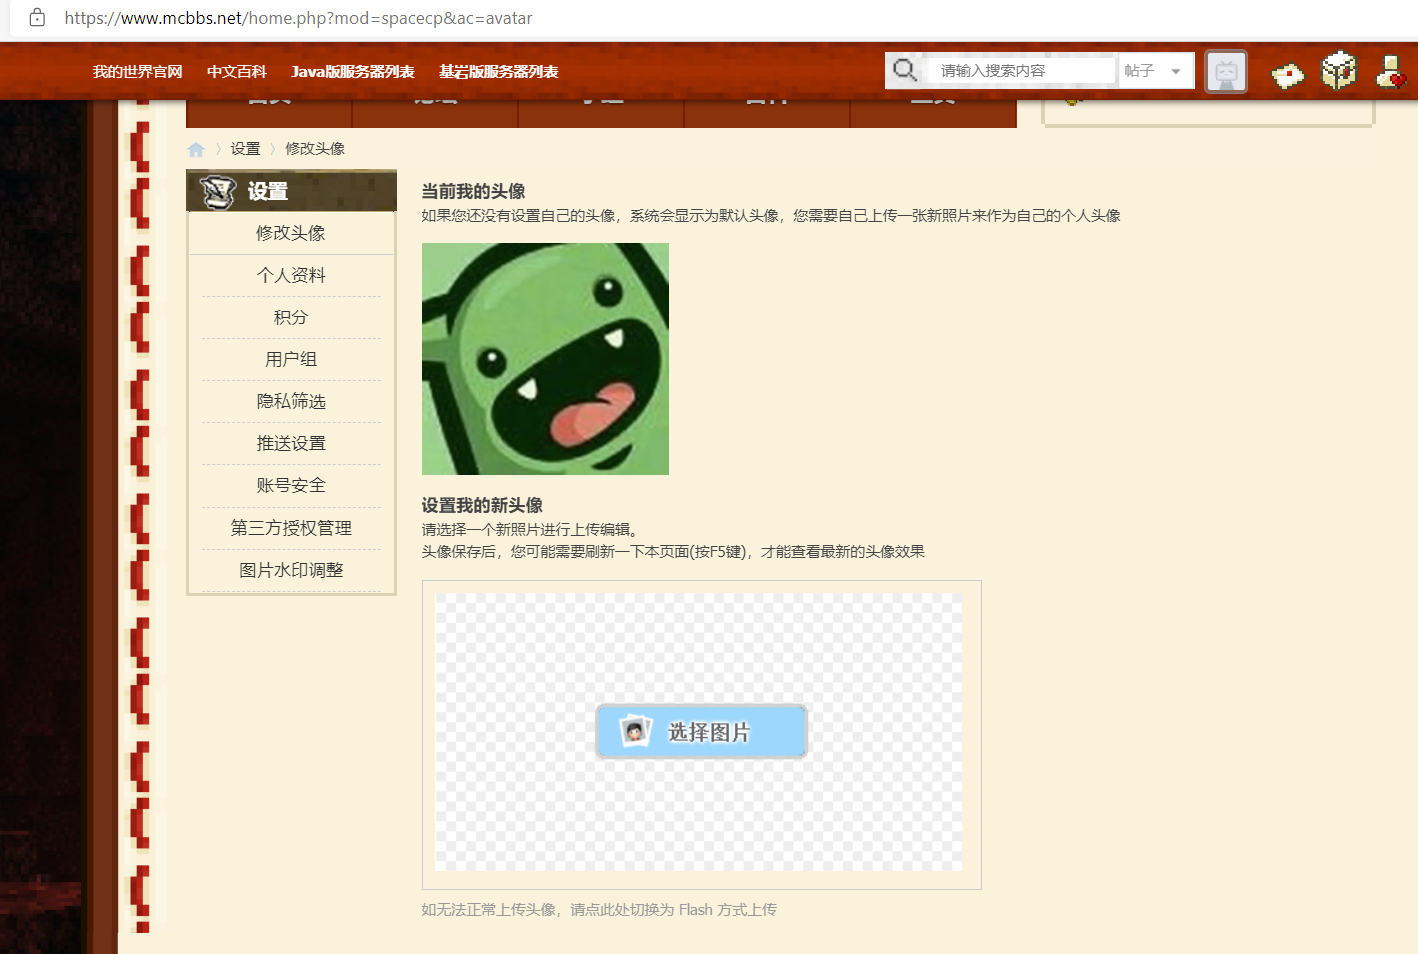 https://www.mcbbs.net/home.php?mod=spacecp&ac=avatar
我的世界官网 中文百科 Java版服务器列表 基岩版服务器列表
请输入搜索内容 帖子
设置 修改头像
设置
修改头像
个人资料
积分
用户组
隐私筛选
推送设置
账号安全
第三方授权管理
图片水印调整
当前我的头像
如果您还没有设置自己的头像，系统会显示为默认头像，您需要自己上传一张新照片来作为自己的个人头像
设置我的新头像
请选择一个新照片进行上传编辑。
头像保存后，您可能需要刷新一下本页面(按F5键)，才能查看最新的头像效果
选择图片
如无法正常上传头像，请点此处切换为 Flash 方式上传